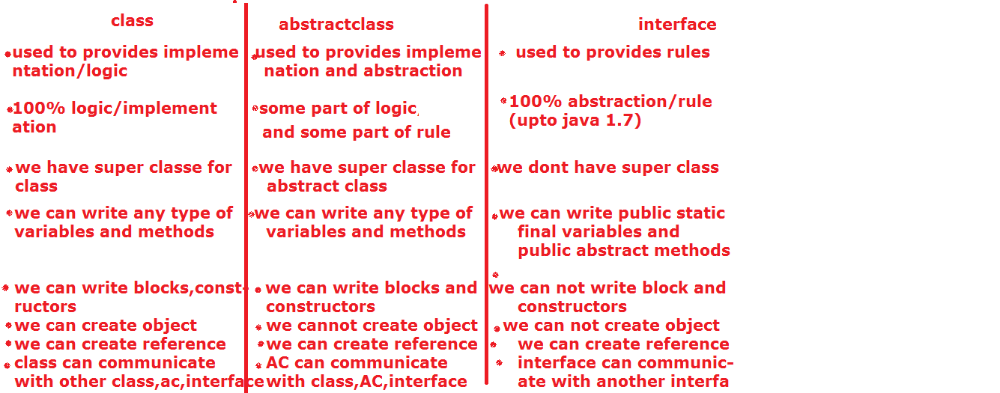 class
used to provides impleme
ntation/logic
100% logic/implement
ation
we have super classe for
class
we can write any type of
variables and methods
we can write blocks,const-
ructors
we can create object
we can create reference
class can communicate
with other class,ac,interface
abstractclass
used to provides impleme
nation and abstraction
some part of logic,
and some part of rule
we have super classe for
abstract class
we can write any type of
variables and methods
we can write blocks and
constructors
we cannot create object
we can create reference
AC can communicate
with class,AC,interface
interface
used to provides rules
100% abstraction/rule
(upto java 1.7)
we dont have super class
we can write public static
final variables and
public abstract methods
we can not write block and
constructors
we can not create object
we can create reference
interface can communic-
ate with another interfa